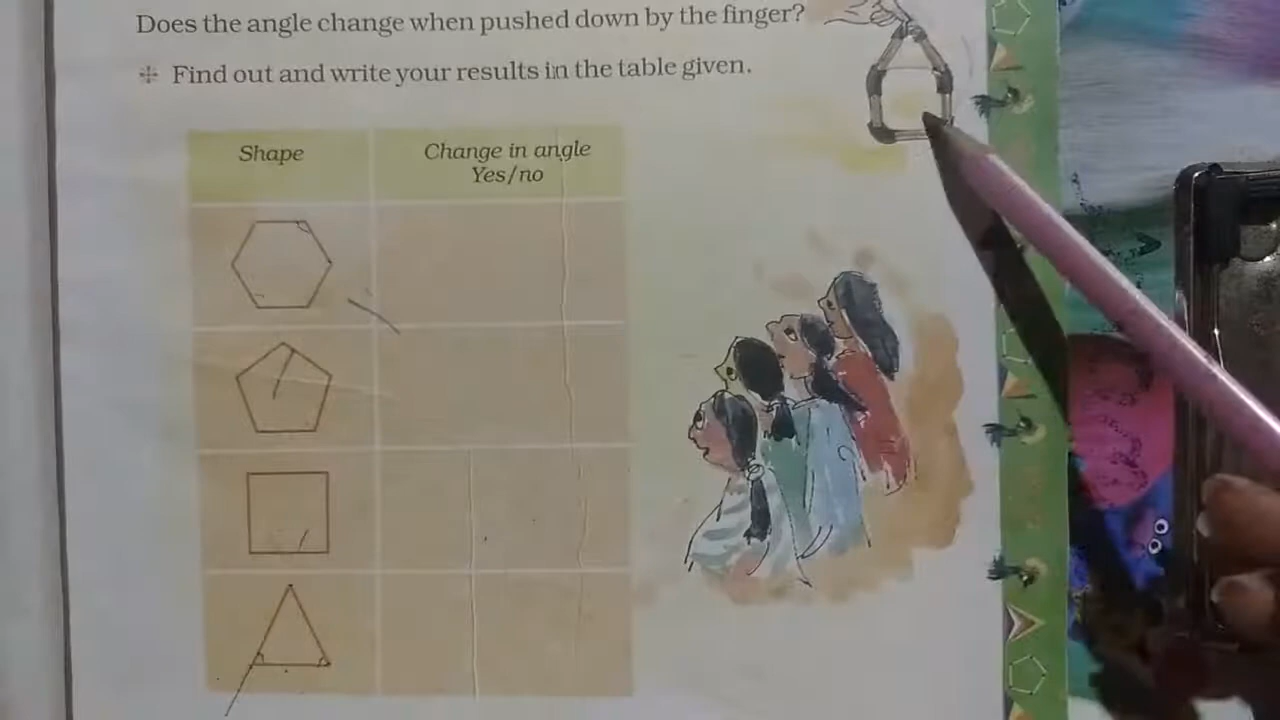 Does the angle change when pushed down by the finger?
Find out and write your results in the table given.
Shape
Change in angle
Yes/no